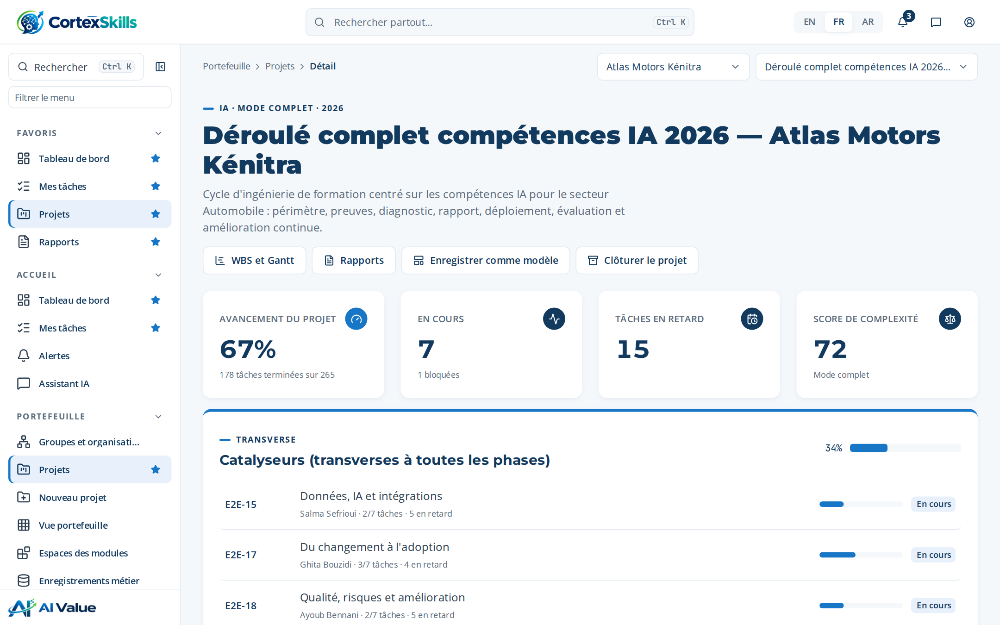 CortexSkills
Rechercher partout...
Ctrl K
EN
FR
AR
3
Rechercher
Ctrl K
Filtrer le menu
FAVORIS
Tableau de bord
Mes tâches
Projets
Rapports
ACCUEIL
Tableau de bord
Mes tâches
Alertes
Assistant IA
PORTEFEUILLE
Groupes et organisati...
Projets
Nouveau projet
Vue portefeuille
Espaces des modules
Enregistrements métier
AI Value
Portefeuille > Projets > Détail
Atlas Motors Kénitra
Déroulé complet compétences IA 2026...
IA · MODE COMPLET · 2026
Déroulé complet compétences IA 2026 — Atlas Motors
Kénitra
Cycle d'ingénierie de formation centré sur les compétences IA pour le secteur
Automobile : périmètre, preuves, diagnostic, rapport, déploiement, évaluation et
amélioration continue.
WBS et Gantt
Rapports
Enregistrer comme modèle
Clôturer le projet
AVANCEMENT DU PROJET
67%
178 tâches terminées sur 265
EN COURS
7
1 bloquées
TÂCHES EN RETARD
15
SCORE DE COMPLEXITÉ
72
Mode complet
TRANSVERSE
Catalyseurs (transverses à toutes les phases)
34%
E2E-15
Données, IA et intégrations
Salma Sefrioui · 2/7 tâches · 5 en retard
En cours
E2E-17
Du changement à l'adoption
Ghita Bouzidi · 3/7 tâches · 4 en retard
En cours
E2E-18
Qualité, risques et amélioration
Ayoub Bennani · 2/7 tâches · 5 en retard
En cours